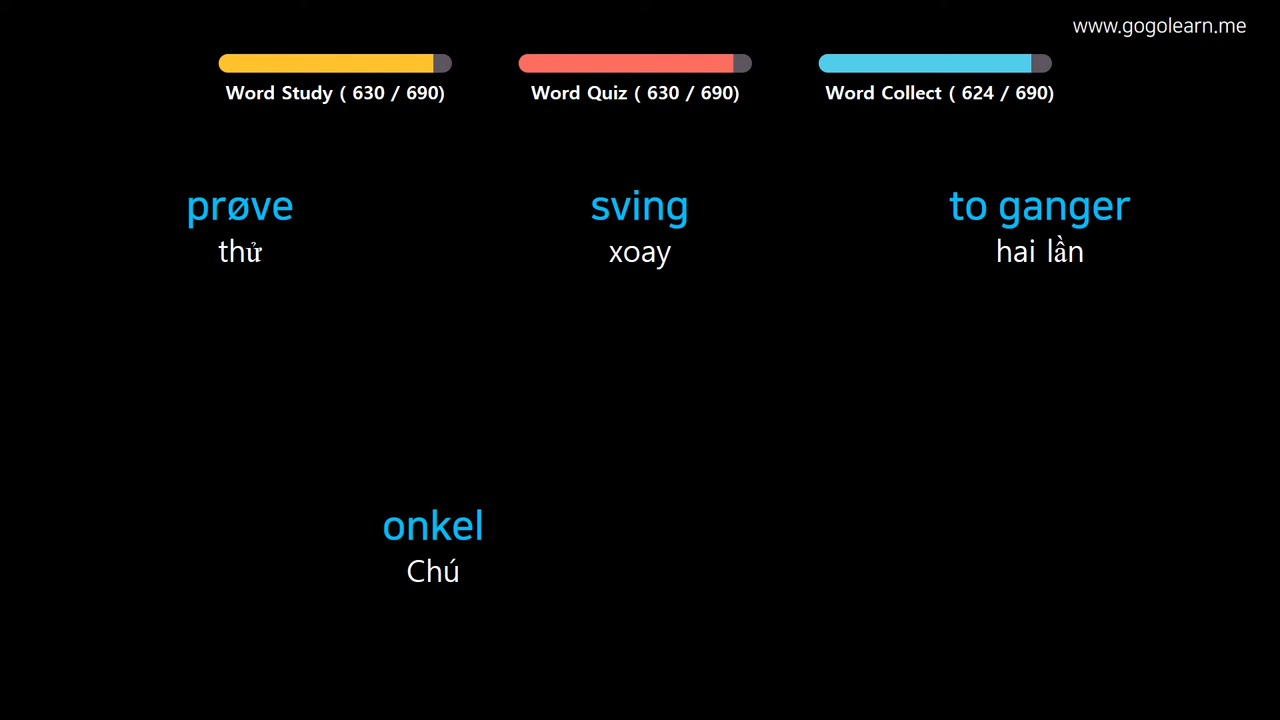 www.gogolearn.me
Word Study ( 630 / 690)
Word Quiz ( 630 / 690)
Word Collect ( 624 / 690)
prøve
thử
sving
xoay
to ganger
hai lần
onkel
Chú